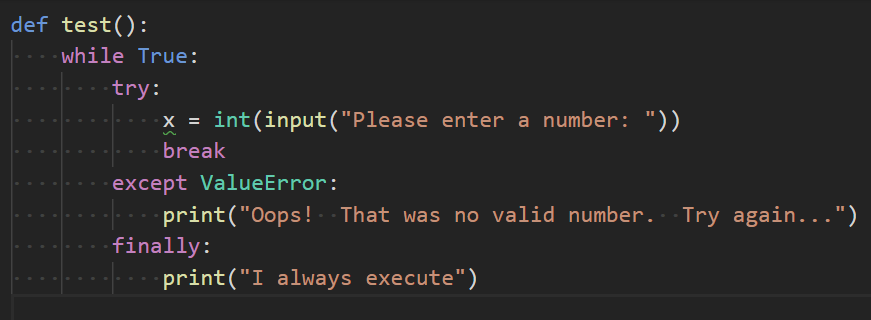 def test():
    while True:
        try:
            x = int(input("Please enter a number: "))
            break
        except ValueError:
            print("Oops!  That was no valid number.  Try again...")
        finally:
            print("I always execute")